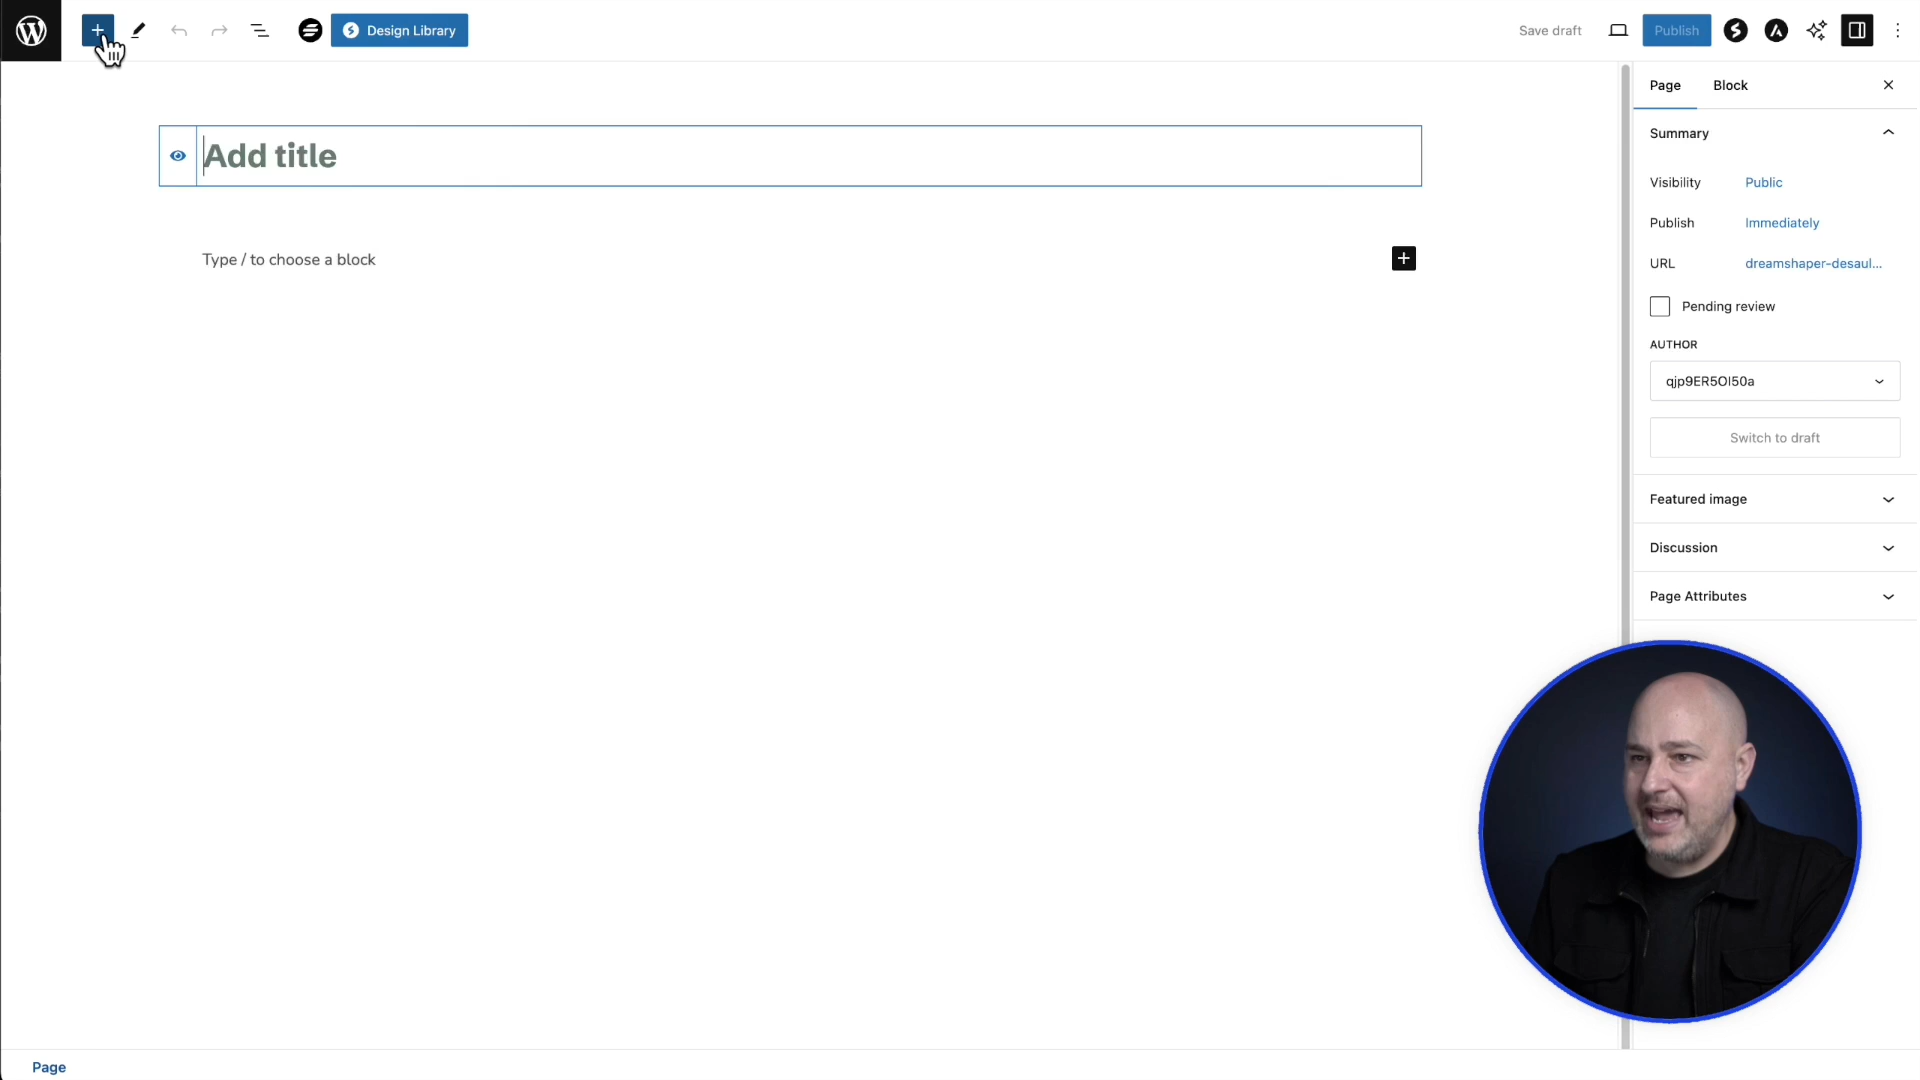 Design Library
Save draft
Publish
Page
Block
Add title
Summary
Visibility
Public
Publish
Immediately
Type / to choose a block
URL
dreamshaper-desaul...
Pending review
AUTHOR
qjp9ER5OI50a
Switch to draft
Featured image
Discussion
Page Attributes
Page